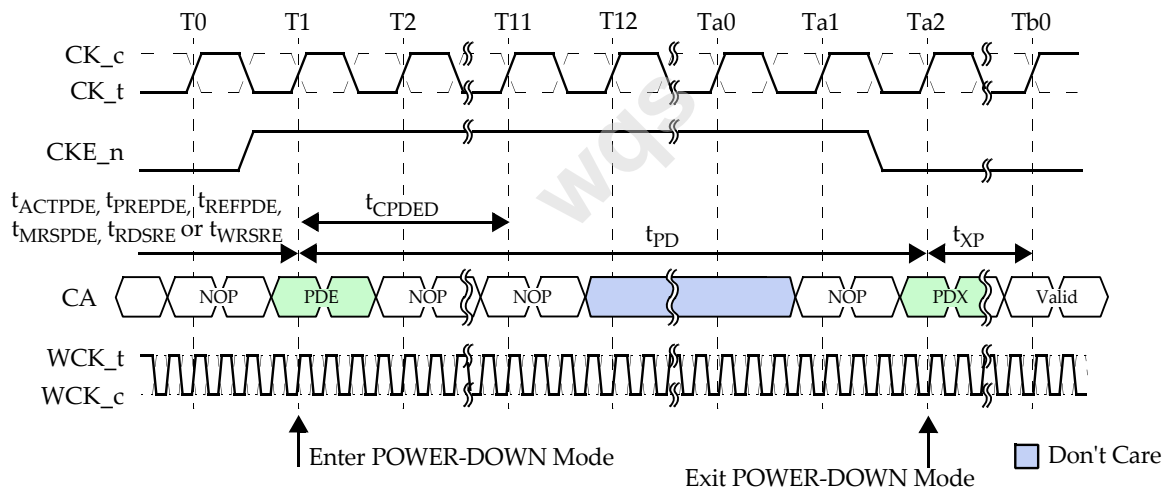 T0 T1 T2 T11 T12 Ta0 Ta1 Ta2 Tb0
CK_c
CK_t
CKE_n
tACTPDE, tPREPDE, tREFPDE,
tMRSPDE, tRDSRE or tWRSRE
tCPDED
tPD
tXP
CA
NOP PDE NOP NOP NOP PDX Valid
WCK_t
WCK_c
Enter POWER-DOWN Mode
Exit POWER-DOWN Mode
Don't Care
wqs